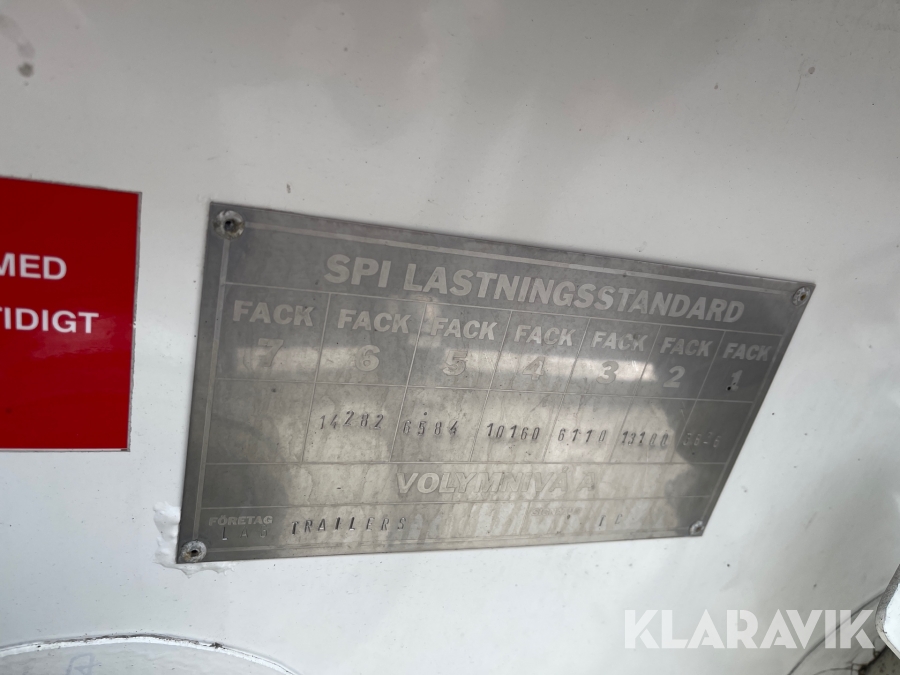 MED
TIDIGT
SPI LASTNINGSSTANDARD
FACK 7 FACK 6 FACK 5 FACK 4 FACK 3 FACK 2 FACK 1
14282 6584 10160 6110
VOLYMNIVÅ A
FÖRETAG
TRAILERS
KLARAVIK